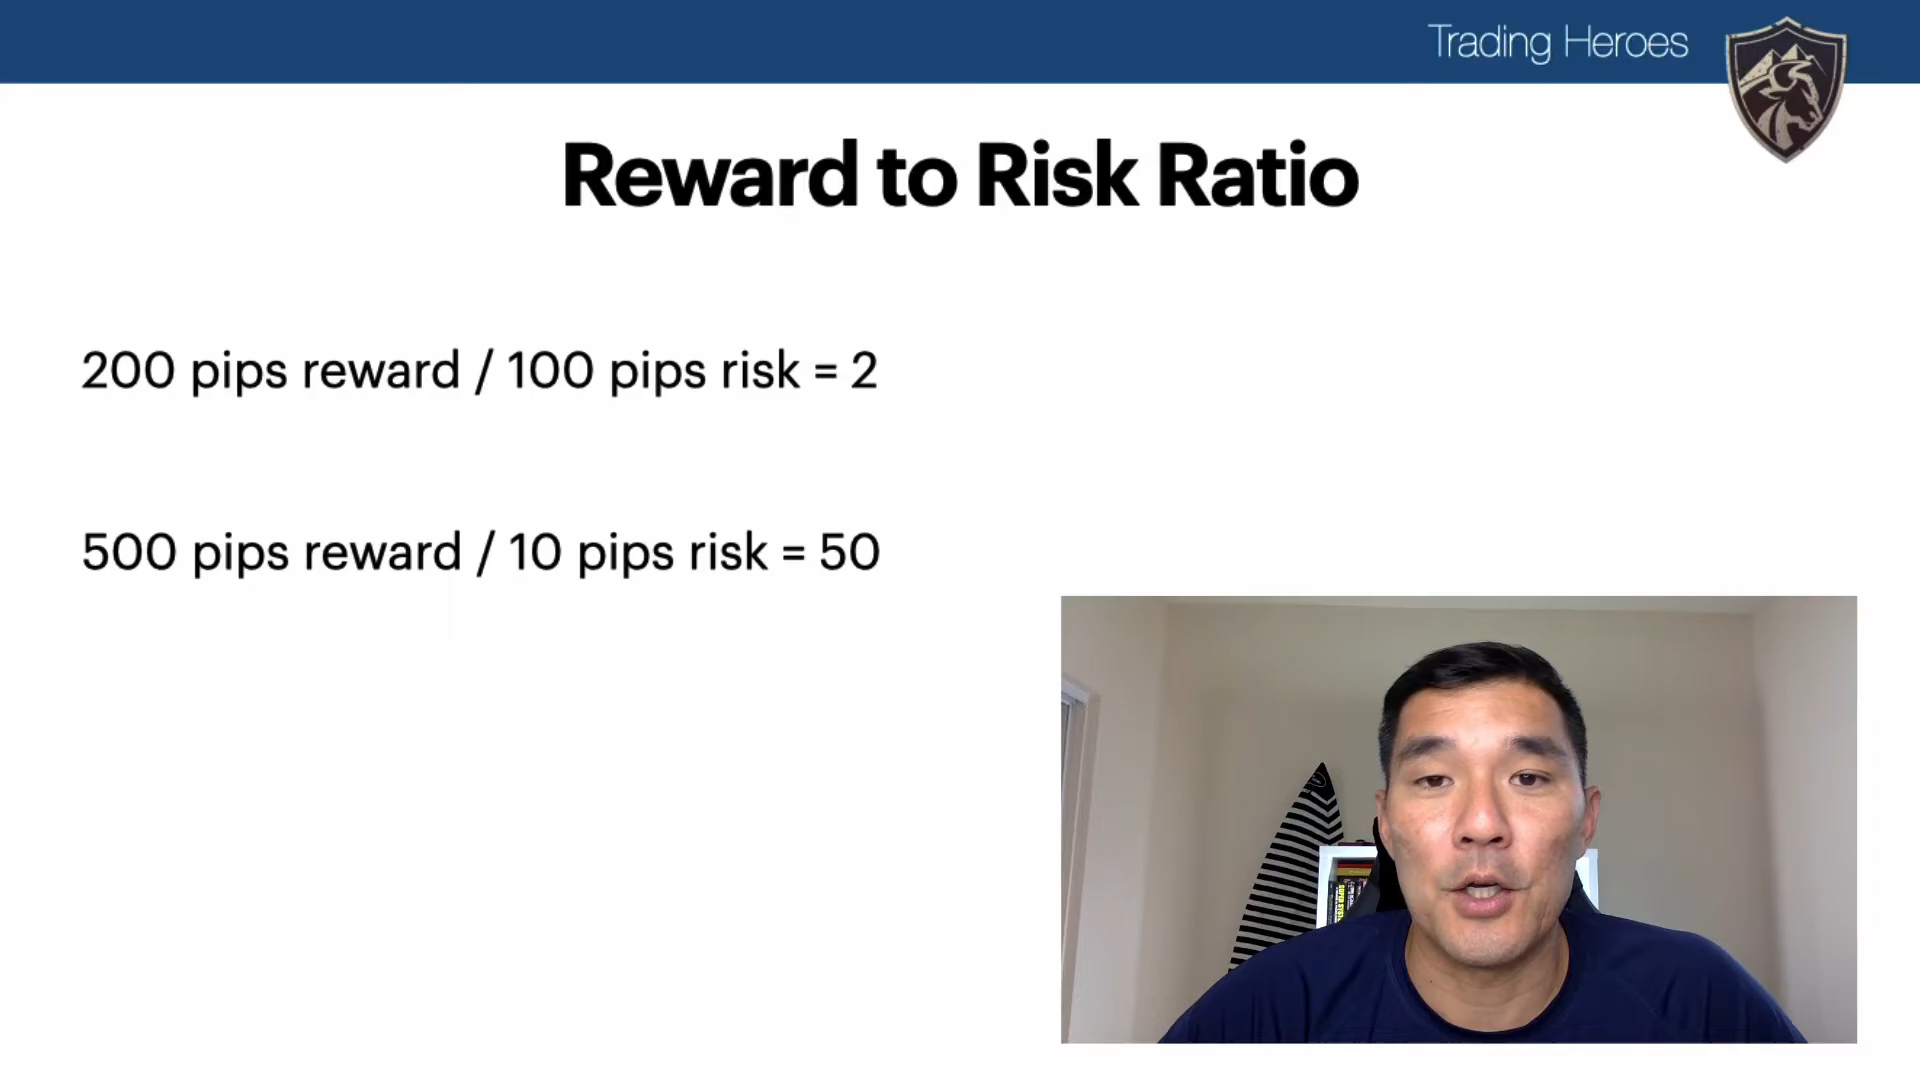 Trading Heroes
Reward to Risk Ratio
200 pips reward / 100 pips risk = 2
500 pips reward / 10 pips risk = 50